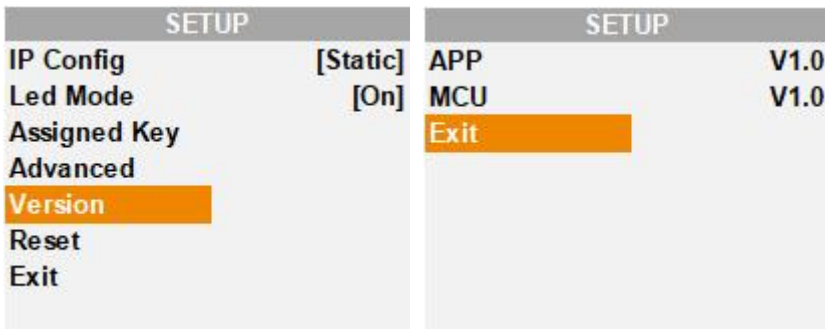 SETUP
IP Config [Static]
Led Mode [On]
Assigned Key
Advanced
Version
Reset
Exit
SETUP
APP V1.0
MCU V1.0
Exit